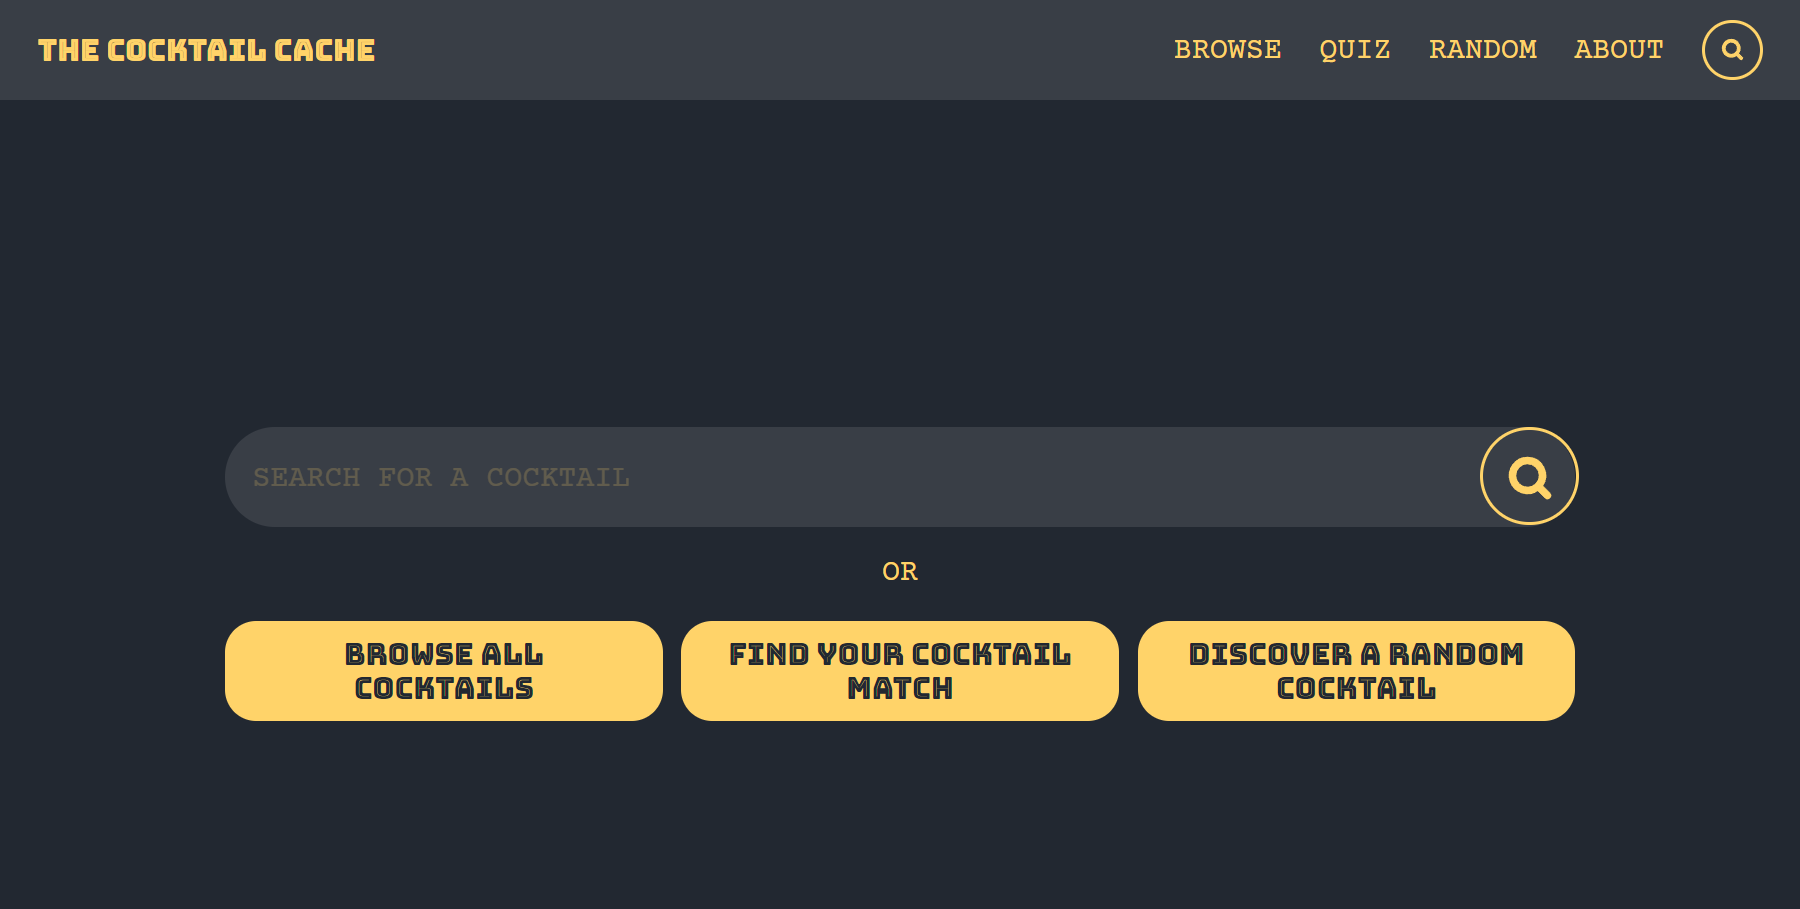 THE COCKTAIL CACHE
BROWSE QUIZ RANDOM ABOUT
SEARCH FOR A COCKTAIL
OR
BROWSE ALL
COCKTAILS
FIND YOUR COCKTAIL
MATCH
DISCOVER A RANDOM
COCKTAIL